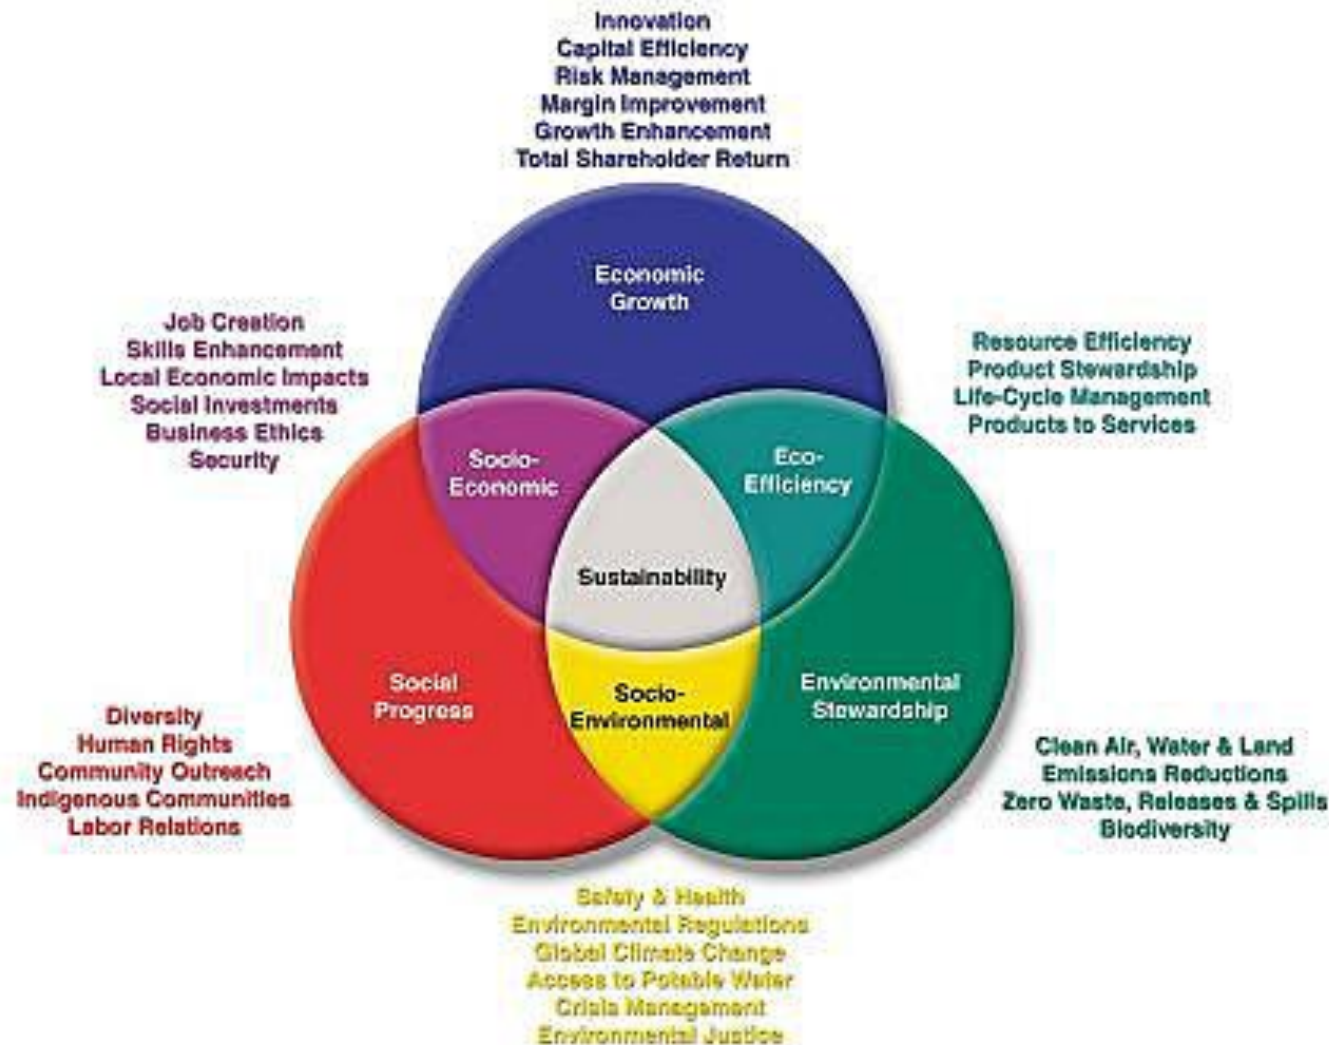 Innovation
Capital Efficiency
Risk Management
Margin Improvement
Growth Enhancement
Total Shareholder Return
Economic
Growth
Job Creation
Skills Enhancement
Local Economic Impacts
Social Investments
Business Ethics
Security
Resource Efficiency
Product Stewardship
Life-Cycle Management
Products to Services
Socio-
Economic
Eco-
Efficiency
Sustainability
Social
Progress
Socio-
Environmental
Environmental
Stewardship
Diversity
Human Rights
Community Outreach
Indigenous Communities
Labor Relations
Clean Air, Water & Land
Emissions Reductions
Zero Waste, Releases & Spills
Biodiversity
Safety & Health
Environmental Regulations
Global Climate Change
Access to Potable Water
Crisis Management
Environmental Justice